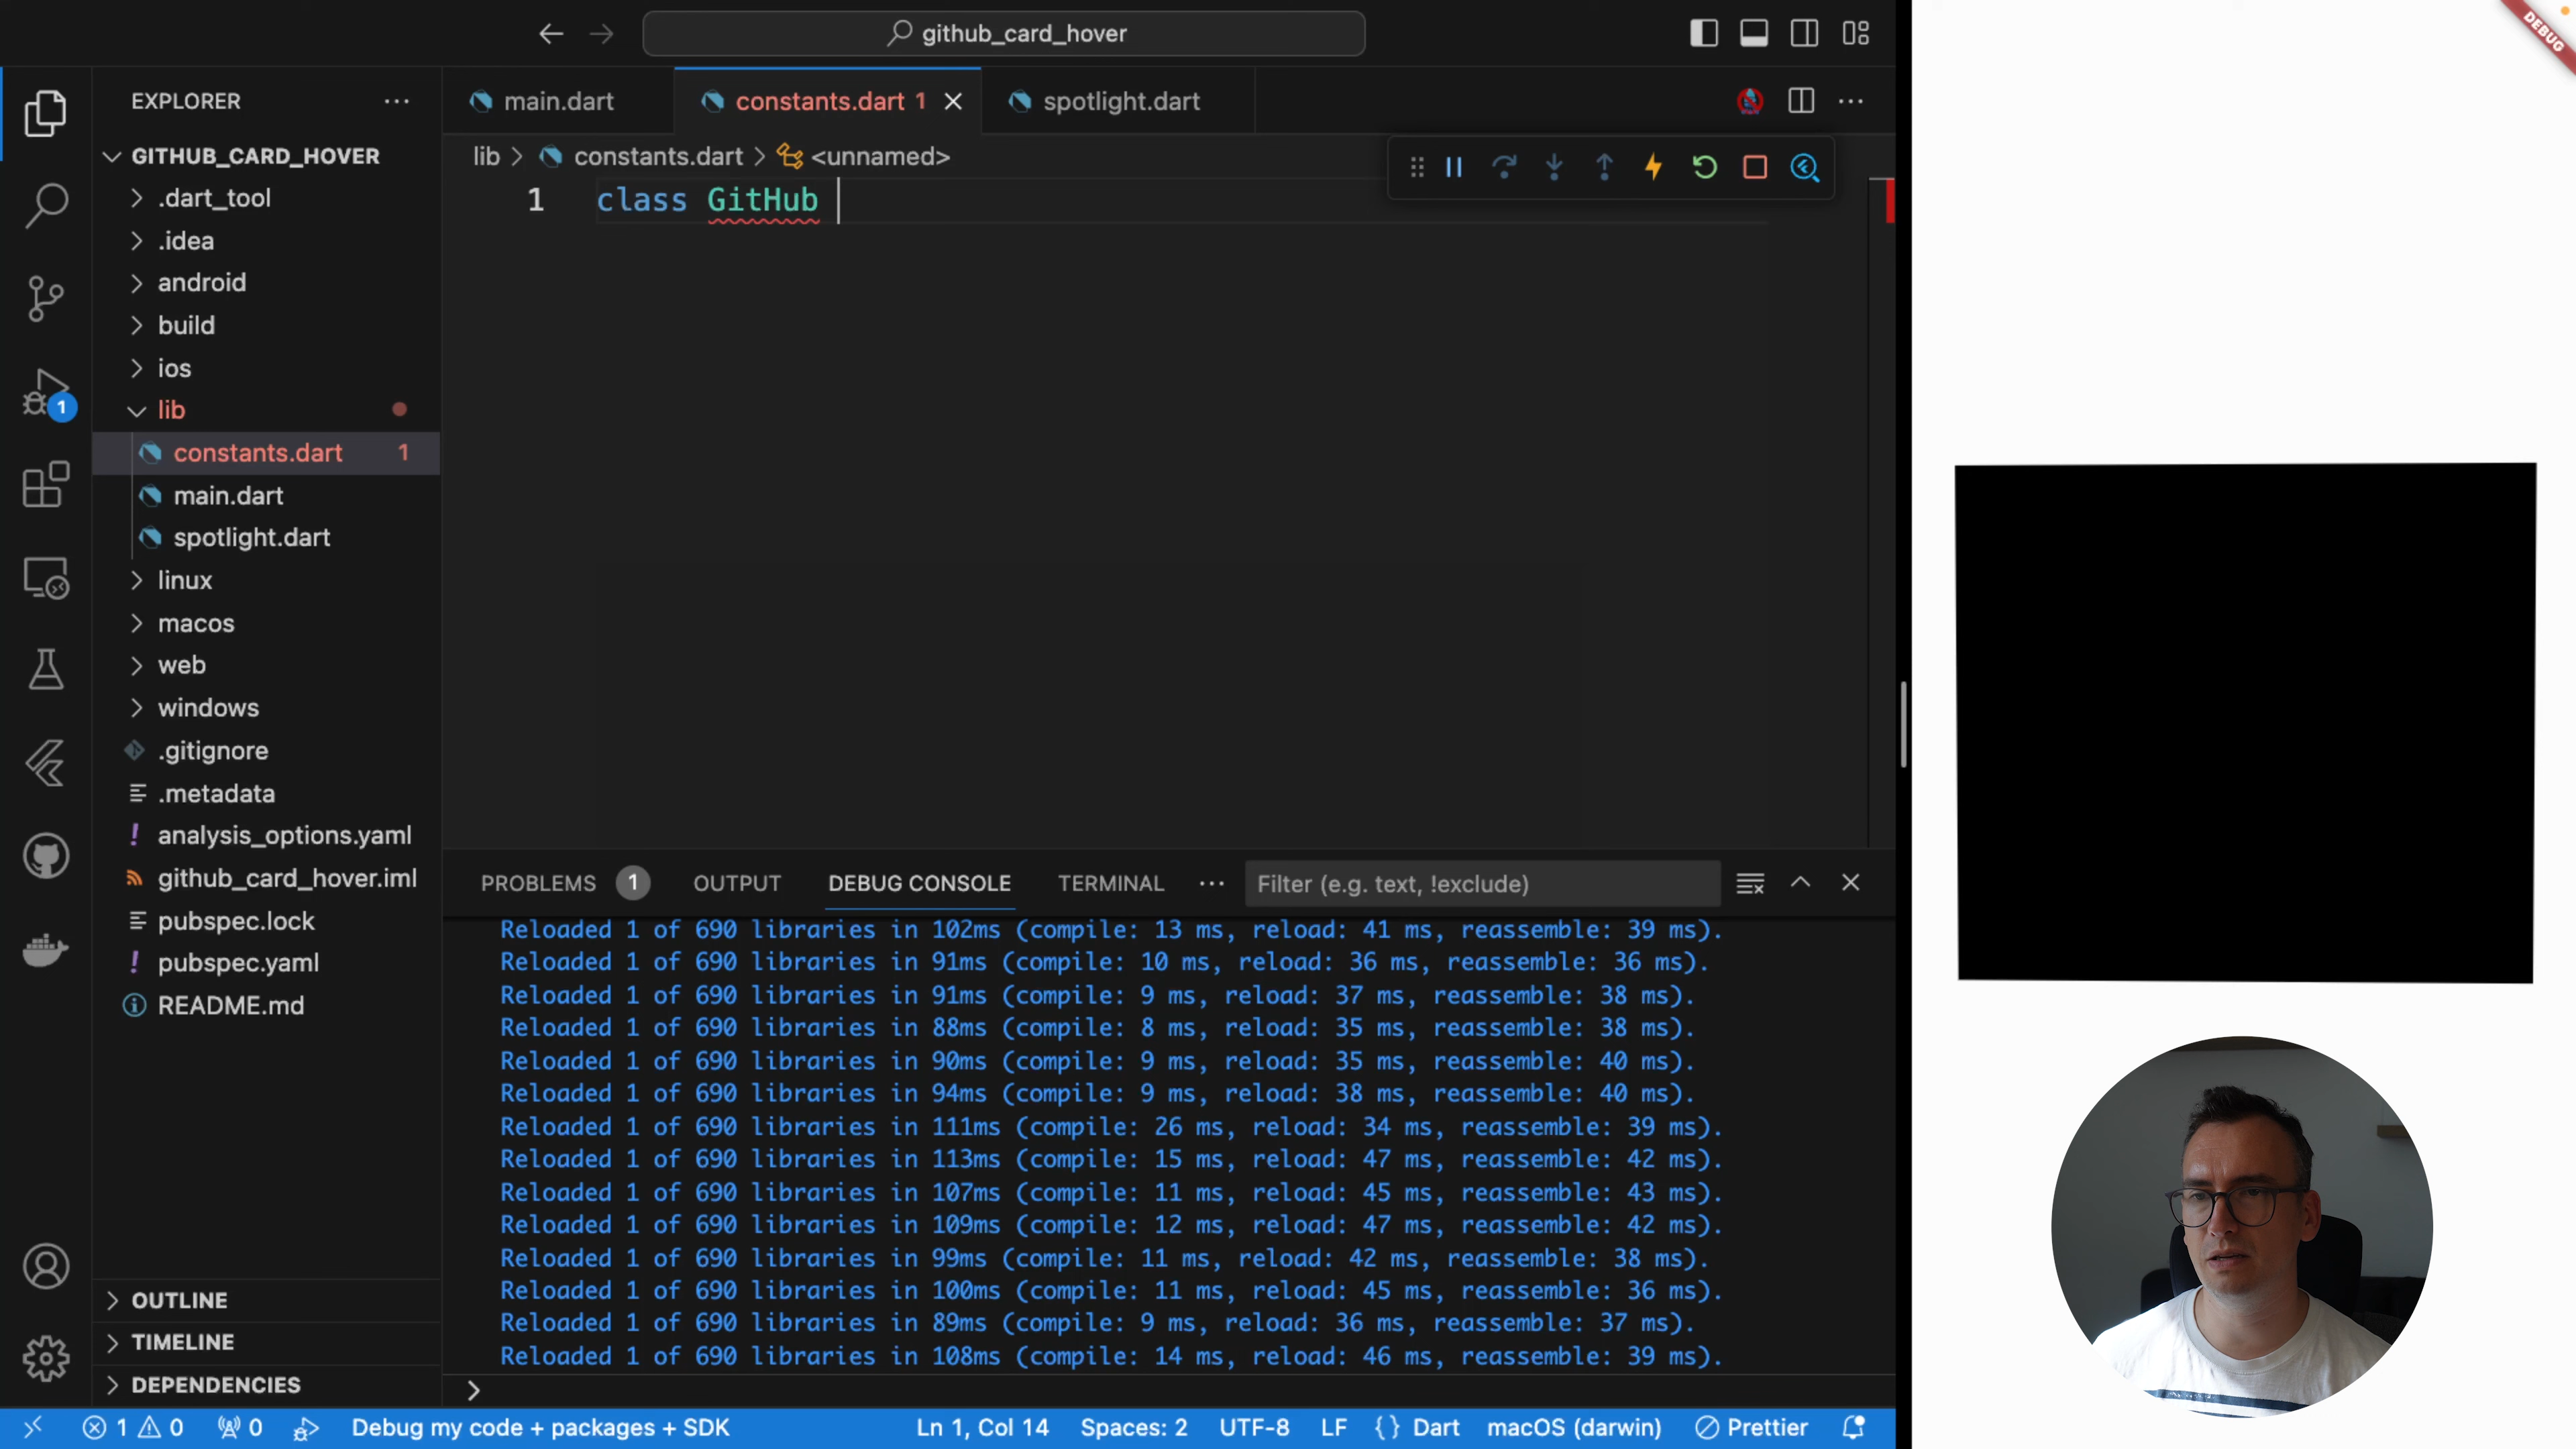 github_card_hover
DEBUG
EXPLORER
main.dart
constants.dart 1
spotlight.dart
GITHUB_CARD_HOVER
lib > constants.dart > <unnamed>
.dart_tool
1 class GitHub
.idea
android
build
ios
lib
1
constants.dart 1
main.dart
spotlight.dart
linux
macos
web
windows
.gitignore
.metadata
! analysis_options.yaml
github_card_hover.iml
pubspec.lock
! pubspec.yaml
README.md
PROBLEMS 1 OUTPUT DEBUG CONSOLE TERMINAL Filter (e.g. text, !exclude)
Reloaded 1 of 690 libraries in 102ms (compile: 13 ms, reload: 41 ms, reassemble: 39 ms).
Reloaded 1 of 690 libraries in 91ms (compile: 10 ms, reload: 36 ms, reassemble: 36 ms).
Reloaded 1 of 690 libraries in 91ms (compile: 9 ms, reload: 37 ms, reassemble: 38 ms).
Reloaded 1 of 690 libraries in 88ms (compile: 8 ms, reload: 35 ms, reassemble: 38 ms).
Reloaded 1 of 690 libraries in 90ms (compile: 9 ms, reload: 35 ms, reassemble: 40 ms).
Reloaded 1 of 690 libraries in 94ms (compile: 9 ms, reload: 38 ms, reassemble: 40 ms).
Reloaded 1 of 690 libraries in 111ms (compile: 26 ms, reload: 34 ms, reassemble: 39 ms).
Reloaded 1 of 690 libraries in 113ms (compile: 15 ms, reload: 47 ms, reassemble: 42 ms).
Reloaded 1 of 690 libraries in 107ms (compile: 11 ms, reload: 45 ms, reassemble: 43 ms).
Reloaded 1 of 690 libraries in 109ms (compile: 12 ms, reload: 47 ms, reassemble: 42 ms).
Reloaded 1 of 690 libraries in 99ms (compile: 11 ms, reload: 42 ms, reassemble: 38 ms).
Reloaded 1 of 690 libraries in 100ms (compile: 11 ms, reload: 45 ms, reassemble: 36 ms).
Reloaded 1 of 690 libraries in 89ms (compile: 9 ms, reload: 36 ms, reassemble: 37 ms).
Reloaded 1 of 690 libraries in 108ms (compile: 14 ms, reload: 46 ms, reassemble: 39 ms).
OUTLINE
TIMELINE
DEPENDENCIES
1 0 0 Debug my code + packages + SDK Ln 1, Col 14 Spaces: 2 UTF-8 LF {} Dart macOS (darwin) Prettier